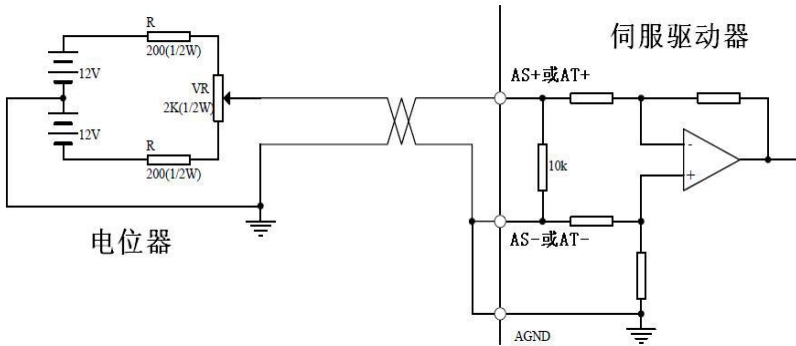 R
200(1/2W)
12V
VR
2K(1/2W)
12V
R
200(1/2W)
电位器
伺服驱动器
AS+或AT+
-
10k
+
AS-或AT-
AGND